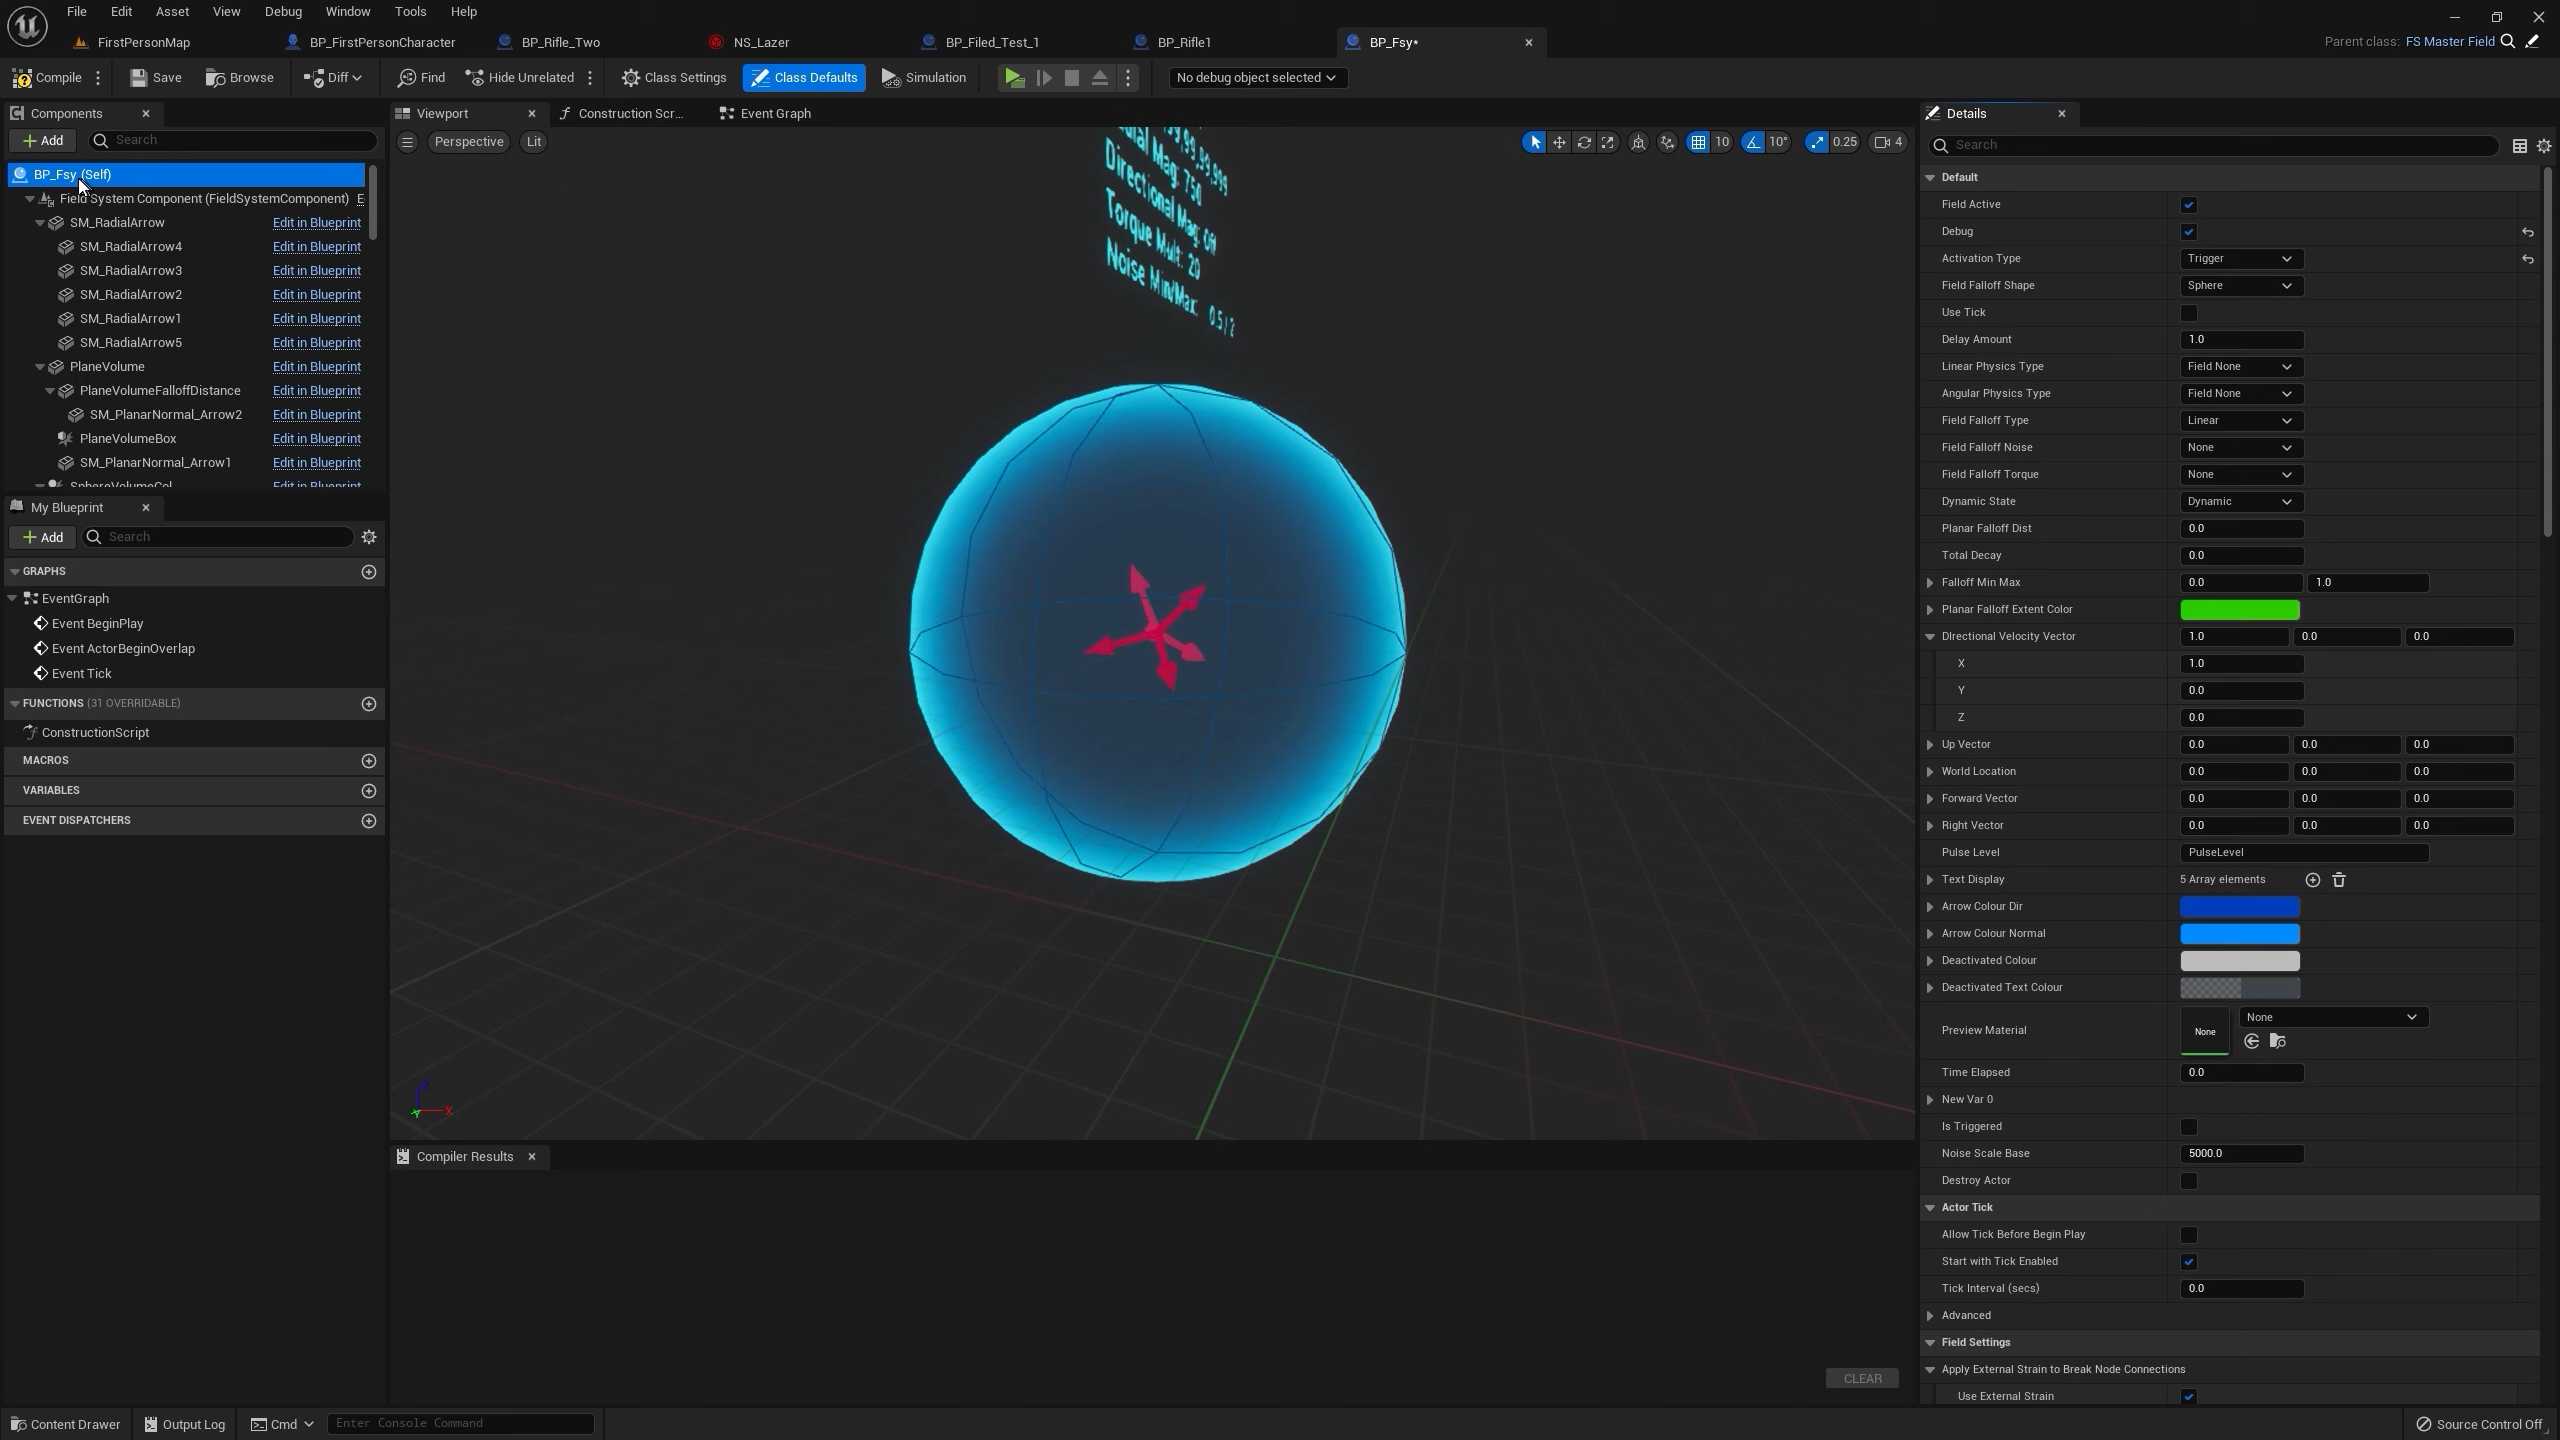 File Edit Asset View Debug Window Tools Help
FirstPersonMap BP_FirstPersonCharacter BP_Rifle_Two NS_Lazer BP_Filed_Test_1 BP_Rifle1 BP_Fsy* Parent class: FS Master Field
Compile Save Browse Diff Find Hide Unrelated Class Settings Class Defaults Simulation No debug object selected
Components Viewport Construction Scr... Event Graph Details
Add Search Perspective Lit 10 10° 0.25 4 Search
BP_Fsy (Self)
Field System Component (FieldSystemComponent) E
SM_RadialArrow Edit in Blueprint
SM_RadialArrow4 Edit in Blueprint
SM_RadialArrow3 Edit in Blueprint
SM_RadialArrow2 Edit in Blueprint
SM_RadialArrow1 Edit in Blueprint
SM_RadialArrow5 Edit in Blueprint
PlaneVolume Edit in Blueprint
PlaneVolumeFalloffDistance Edit in Blueprint
SM_PlanarNormal_Arrow2 Edit in Blueprint
PlaneVolumeBox Edit in Blueprint
SM_PlanarNormal_Arrow1 Edit in Blueprint
SphereVolumeCol Edit in Blueprint
My Blueprint
Add Search
GRAPHS
EventGraph
Event BeginPlay
Event ActorBeginOverlap
Event Tick
FUNCTIONS (31 OVERRIDABLE)
ConstructionScript
MACROS
VARIABLES
EVENT DISPATCHERS
Mag: 750
Directional Mag: Off
Torque Mult: 20
Noise Min/Max: 0.5 / 2
X
Compiler Results
CLEAR
Default
Field Active
Debug
Activation Type Trigger
Field Falloff Shape Sphere
Use Tick
Delay Amount 1.0
Linear Physics Type Field None
Angular Physics Type Field None
Field Falloff Type Linear
Field Falloff Noise None
Field Falloff Torque None
Dynamic State Dynamic
Planar Falloff Dist 0.0
Total Decay 0.0
Falloff Min Max 0.0 1.0
Planar Falloff Extent Color
DIrectional Velocity Vector 1.0 0.0 0.0
X 1.0
Y 0.0
Z 0.0
Up Vector 0.0 0.0 0.0
World Location 0.0 0.0 0.0
Forward Vector 0.0 0.0 0.0
Right Vector 0.0 0.0 0.0
Pulse Level PulseLevel
Text Display 5 Array elements
Arrow Colour Dir
Arrow Colour Normal
Deactivated Colour
Deactivated Text Colour
Preview Material None None
Time Elapsed 0.0
New Var 0
Is Triggered
Noise Scale Base 5000.0
Destroy Actor
Actor Tick
Allow Tick Before Begin Play
Start with Tick Enabled
Tick Interval (secs) 0.0
Advanced
Field Settings
Apply External Strain to Break Node Connections
Use External Strain
Content Drawer Output Log Cmd Enter Console Command Source Control Off